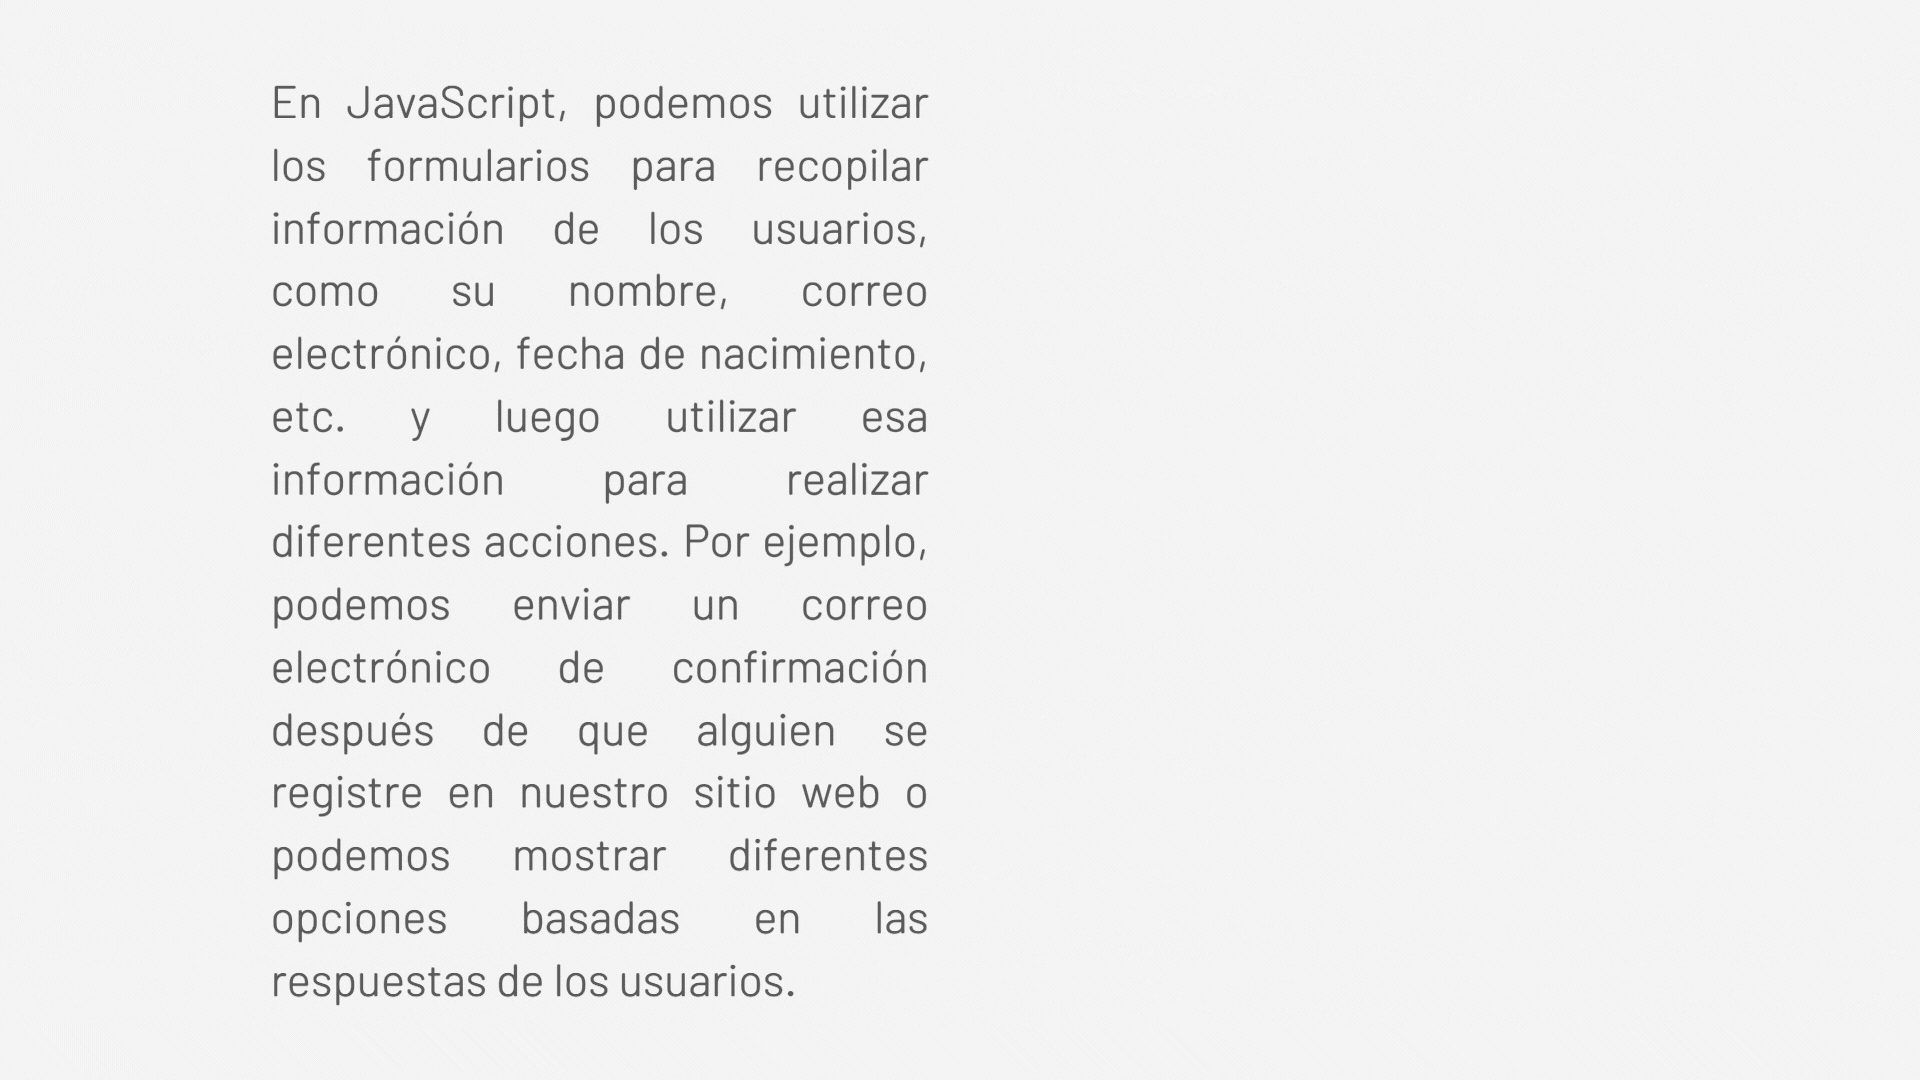 En JavaScript, podemos utilizar
los formularios para recopilar
información de los usuarios,
como su nombre, correo
electrónico, fecha de nacimiento,
etc. y luego utilizar esa
información para realizar
diferentes acciones. Por ejemplo,
podemos enviar un correo
electrónico de confirmación
después de que alguien se
registre en nuestro sitio web o
podemos mostrar diferentes
opciones basadas en las
respuestas de los usuarios.